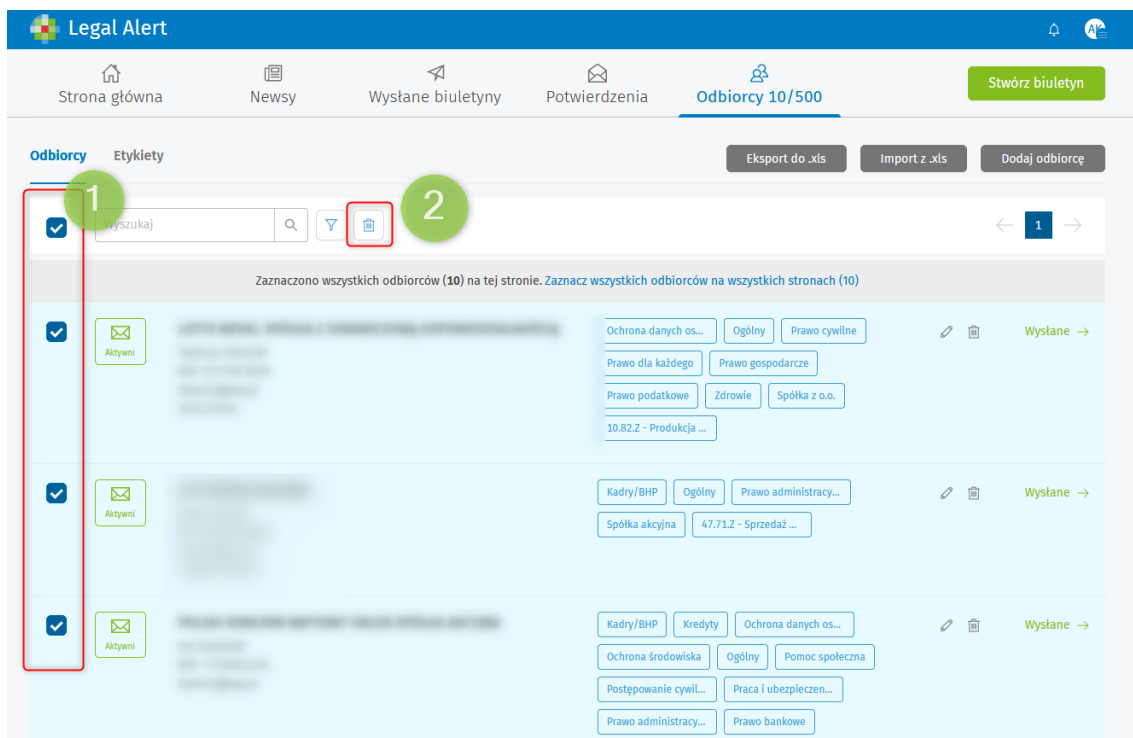 Legal Alert
AK
Strona główna
Newsy
Wysłane biuletyny
Potwierdzenia
Odbiorcy 10/500
Stwórz biuletyn
Odbiorcy
Etykiety
Eksport do .xls
Import z .xls
Dodaj odbiorcę
1
Wyszukaj
2
1
Zaznaczono wszystkich odbiorców (10) na tej stronie. Zaznacz wszystkich odbiorców na wszystkich stronach (10)
Aktywni
Ochrona danych os... Ogólny Prawo cywilne
Prawo dla każdego Prawo gospodarcze
Prawo podatkowe Zdrowie Spółka z o.o.
10.82.Z - Produkcja ...
Wysłane
Aktywni
Kadry/BHP Ogólny Prawo administracy...
Spółka akcyjna 47.71.Z - Sprzedaż ...
Wysłane
Aktywni
Kadry/BHP Kredyty Ochrona danych os...
Ochrona środowiska Ogólny Pomoc społeczna
Postępowanie cywil... Praca i ubezpieczen...
Prawo administracy... Prawo bankowe
Wysłane